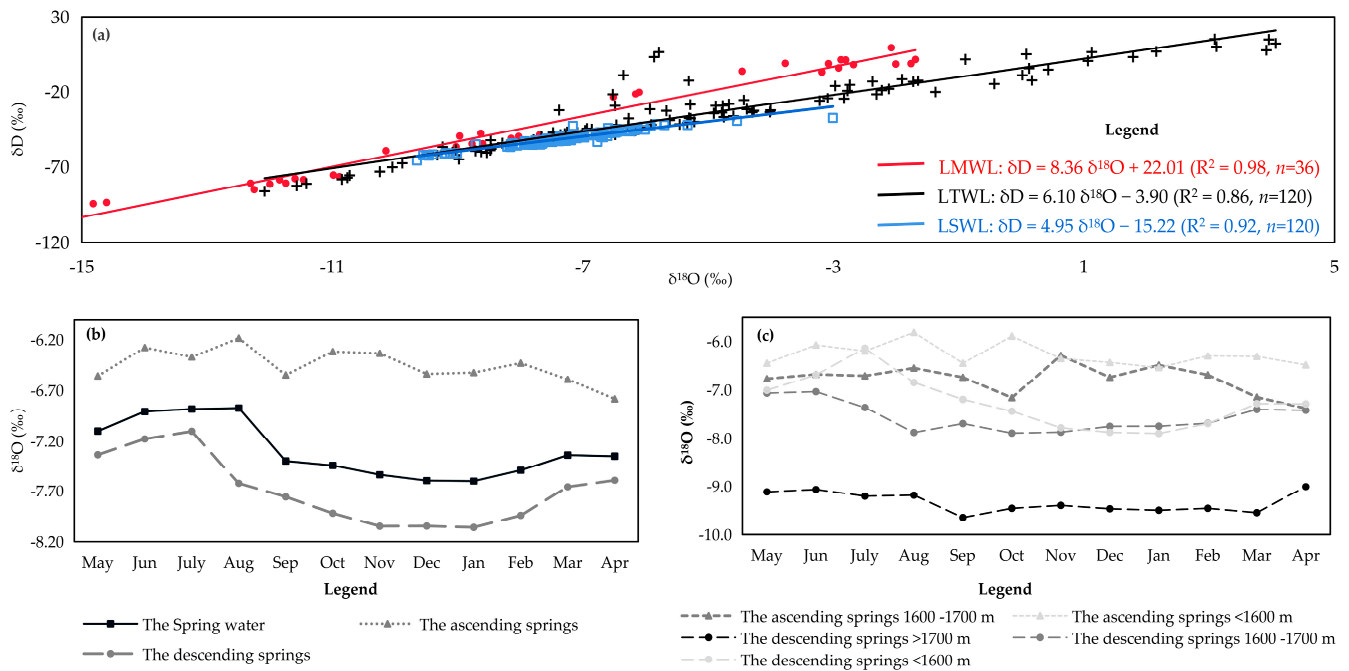 30
(a)
-20
δD (‰)
-70
-120
Legend
LMWL: δD = 8.36 δ¹⁸O + 22.01 (R² = 0.98, n=36)
LTWL: δD = 6.10 δ¹⁸O − 3.90 (R² = 0.86, n=120)
LSWL: δD = 4.95 δ¹⁸O − 15.22 (R² = 0.92, n=120)
-15 -11 -7 -3 1 5
δ¹⁸O (‰)
(b)
-6.20
-6.70
-7.20
-7.70
-8.20
δ¹⁸O (‰)
May Jun July Aug Sep Oct Nov Dec Jan Feb Mar Apr
Legend
The Spring water The ascending springs
The descending springs
(c)
-6.0
-7.0
-8.0
-9.0
-10.0
δ¹⁸O (‰)
May Jun July Aug Sep Oct Nov Dec Jan Feb Mar Apr
Legend
The ascending springs 1600 -1700 m The ascending springs <1600 m
The descending springs >1700 m The descending springs 1600 -1700 m
The descending springs <1600 m